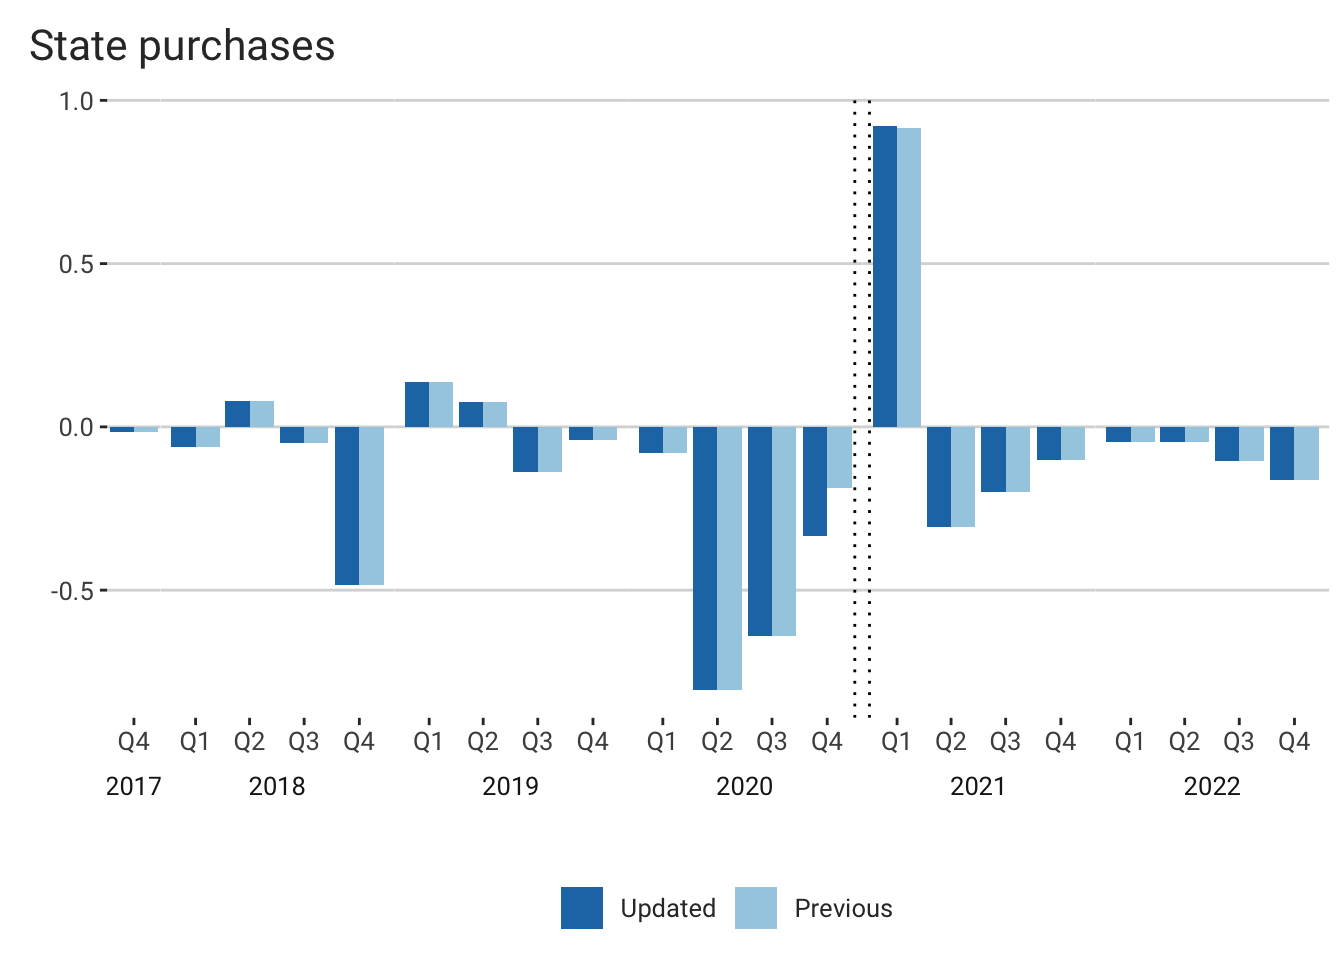 State purchases
1.0
0.5
0.0
-0.5
Q4 Q1 Q2 Q3 Q4 Q1 Q2 Q3 Q4 Q1 Q2 Q3 Q4 Q1 Q2 Q3 Q4 Q1 Q2 Q3 Q4
2017 2018 2019 2020 2021 2022
Updated Previous